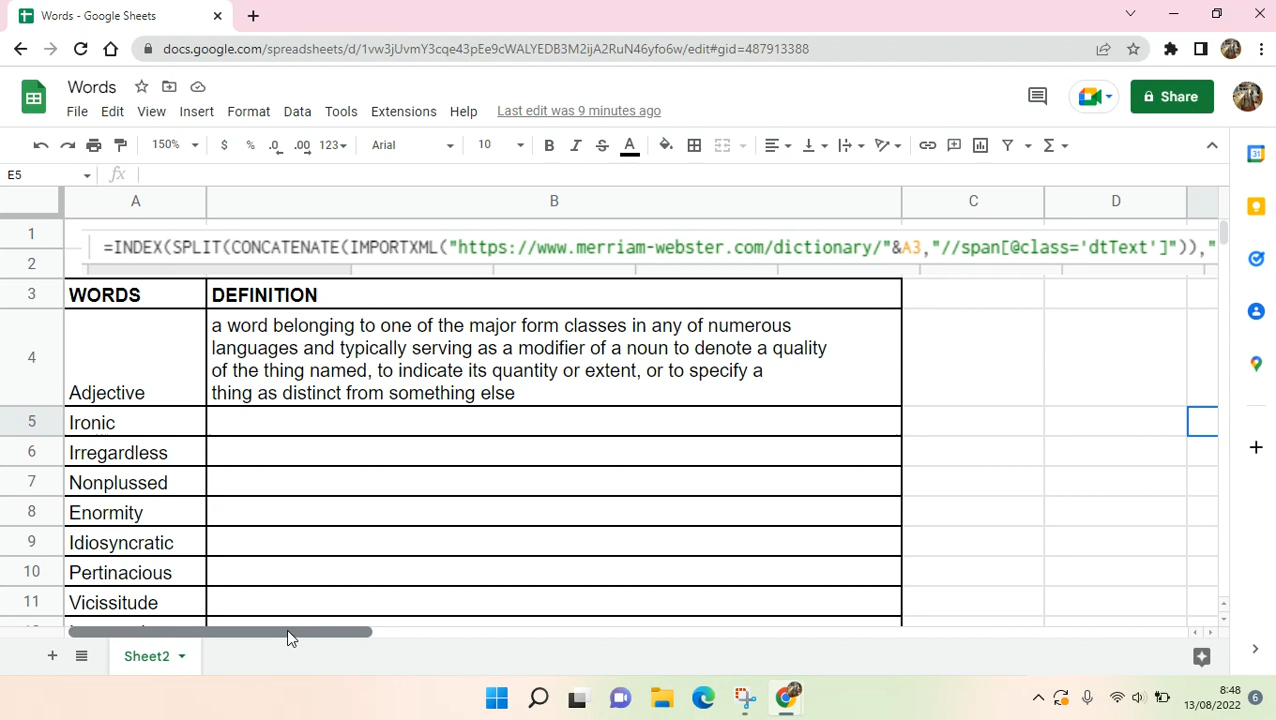 Words - Google Sheets
docs.google.com/spreadsheets/d/1vw3jUvmY3cqe43pEe9cWALYEDB3M2ijA2RuN46yfo6w/edit#gid=487913388
Words
File Edit View Insert Format Data Tools Extensions Help Last edit was 9 minutes ago
Share
150% $ % .0 .00 123 Arial 10 B I S A
E5 fx
A B C D
1
=INDEX(SPLIT(CONCATENATE(IMPORTXML("https://www.merriam-webster.com/dictionary/"&A3,"//span[@class='dtText']")),"
2
3 WORDS DEFINITION
a word belonging to one of the major form classes in any of numerous
languages and typically serving as a modifier of a noun to denote a quality
of the thing named, to indicate its quantity or extent, or to specify a
4 Adjective thing as distinct from something else
5 Ironic
6 Irregardless
7 Nonplussed
8 Enormity
9 Idiosyncratic
10 Pertinacious
11 Vicissitude
Sheet2
8:48
13/08/2022
6
31